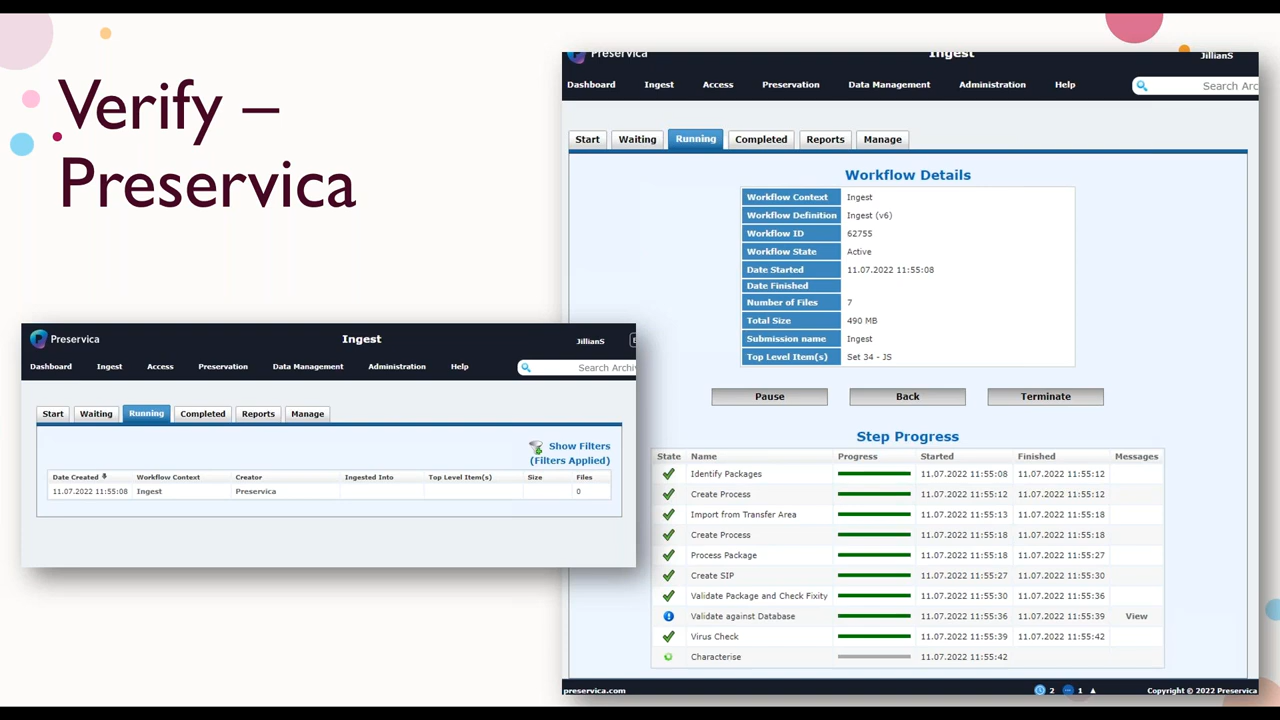 Verify –
Preservica
Preservica Ingest JillianS
Dashboard Ingest Access Preservation Data Management Administration Help Search Archi
Start Waiting Running Completed Reports Manage
Show Filters
(Filters Applied)
Date Created Workflow Context Creator Ingested Into Top Level Item(s) Size Files
11.07.2022 11:55:08 Ingest Preservica 0
Preservica Ingest JillianS
Dashboard Ingest Access Preservation Data Management Administration Help Search Arc
Start Waiting Running Completed Reports Manage
Workflow Details
Workflow Context Ingest
Workflow Definition Ingest (v6)
Workflow ID 62755
Workflow State Active
Date Started 11.07.2022 11:55:08
Date Finished
Number of Files 7
Total Size 490 MB
Submission name Ingest
Top Level Item(s) Set 34 - JS
Pause Back Terminate
Step Progress
State Name Progress Started Finished Messages
Identify Packages 11.07.2022 11:55:08 11.07.2022 11:55:12
Create Process 11.07.2022 11:55:12 11.07.2022 11:55:13
Import from Transfer Area 11.07.2022 11:55:13 11.07.2022 11:55:18
Create Process 11.07.2022 11:55:18 11.07.2022 11:55:18
Process Package 11.07.2022 11:55:18 11.07.2022 11:55:27
Create SIP 11.07.2022 11:55:27 11.07.2022 11:55:30
Validate Package and Check Fixity 11.07.2022 11:55:30 11.07.2022 11:55:36
Validate against Database 11.07.2022 11:55:36 11.07.2022 11:55:39 View
Virus Check 11.07.2022 11:55:39 11.07.2022 11:55:42
Characterise 11.07.2022 11:55:42
preservica.com 2 1 Copyright © 2022 Preservica